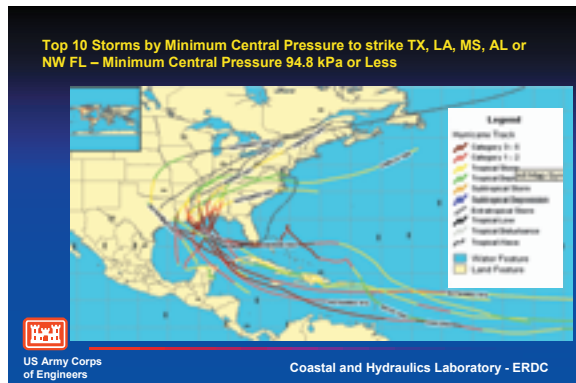 Top 10 Storms by Minimum Central Pressure to strike TX, LA, MS, AL or
NW FL – Minimum Central Pressure 94.8 kPa or Less
Legend
Hurricane Track
Category 3 - 5
Category 1 - 2
Tropical Storm
Tropical
Subtropical Storm
Subtropical Depression
Extratropical Storm
Tropical Low
Tropical Disturbance
Tropical Wave
Water Feature
Land Feature
US Army Corps
of Engineers
Coastal and Hydraulics Laboratory - ERDC